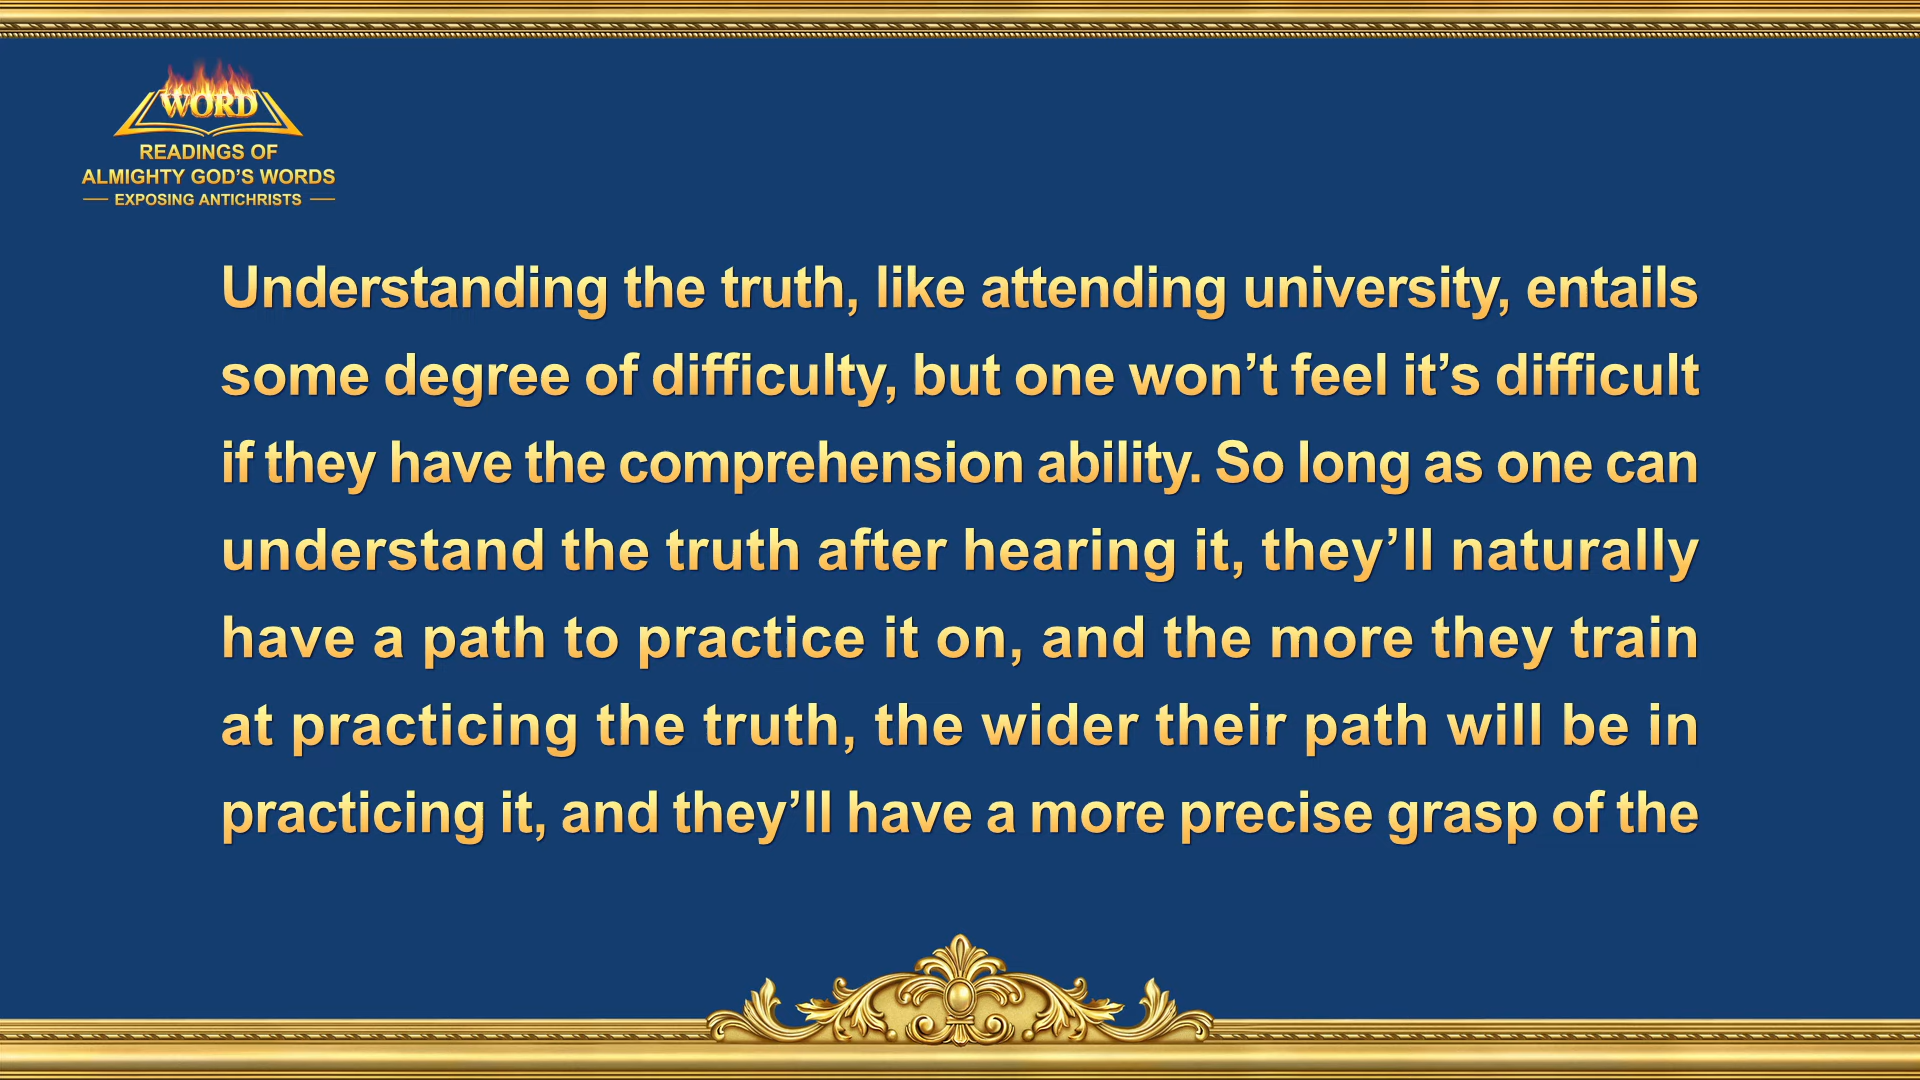 WORD
READINGS OF
ALMIGHTY GOD’S WORDS
EXPOSING ANTICHRISTS
Understanding the truth, like attending university, entails
some degree of difficulty, but one won’t feel it’s difficult
if they have the comprehension ability. So long as one can
understand the truth after hearing it, they’ll naturally
have a path to practice it on, and the more they train
at practicing the truth, the wider their path will be in
practicing it, and they’ll have a more precise grasp of the